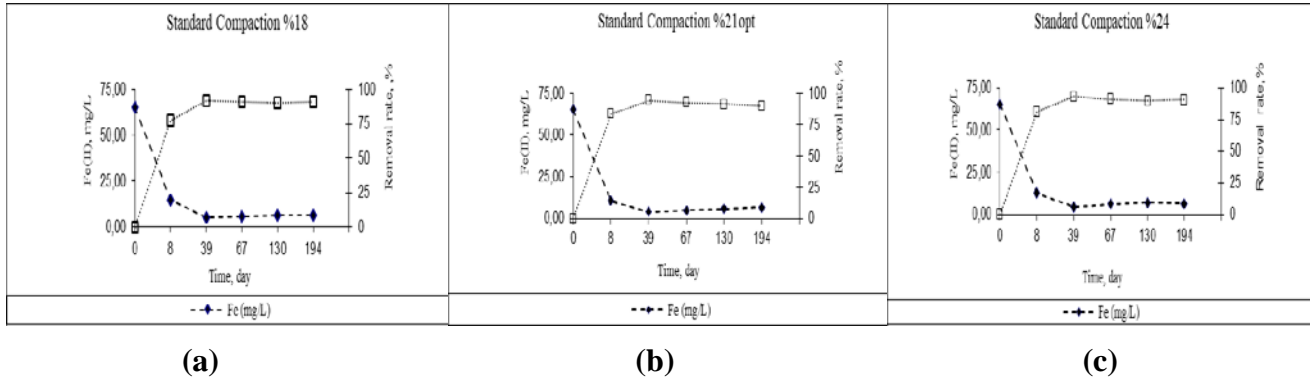 Standard Compaction %18
Fe(II), mg/L
75,00
50,00
25,00
0,00
Removal rate, ,%
100
75
50
25
0
0 8 39 67 130 194
Time, day
Fe (mg/L)
(a)
Standard Compaction %21opt
Fe(II), mg/L
75,00
50,00
25,00
0,00
Removal rate, %
100
75
50
25
0
0 8 39 67 130 194
Time, day
Fe (mg/L)
(b)
Standard Compaction %24
Fe(II), mg/L
75,00
50,00
25,00
0,00
Removal rate, %
100
75
50
25
0
0 8 39 67 130 194
Time, day
Fe (mg/L)
(c)